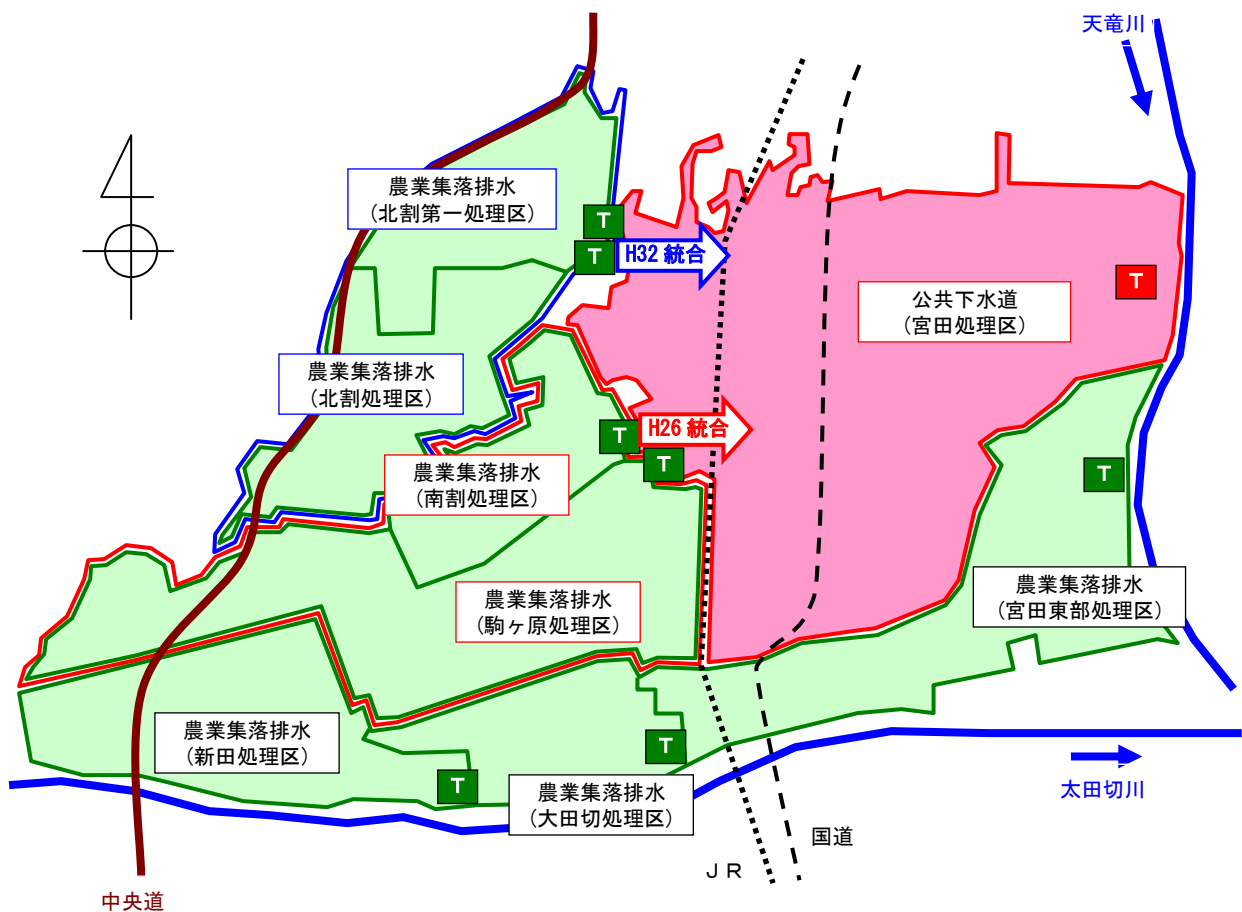 天竜川
農業集落排水
（北割第一処理区）
T
T
H32 統合
T
公共下水道
（宮田処理区）
農業集落排水
（北割処理区）
T
H26 統合
T
農業集落排水
（南割処理区）
T
農業集落排水
（宮田東部処理区）
農業集落排水
（駒ヶ原処理区）
農業集落排水
（新田処理区）
T
T
農業集落排水
（大田切処理区）
太田切川
国道
ＪＲ
中央道